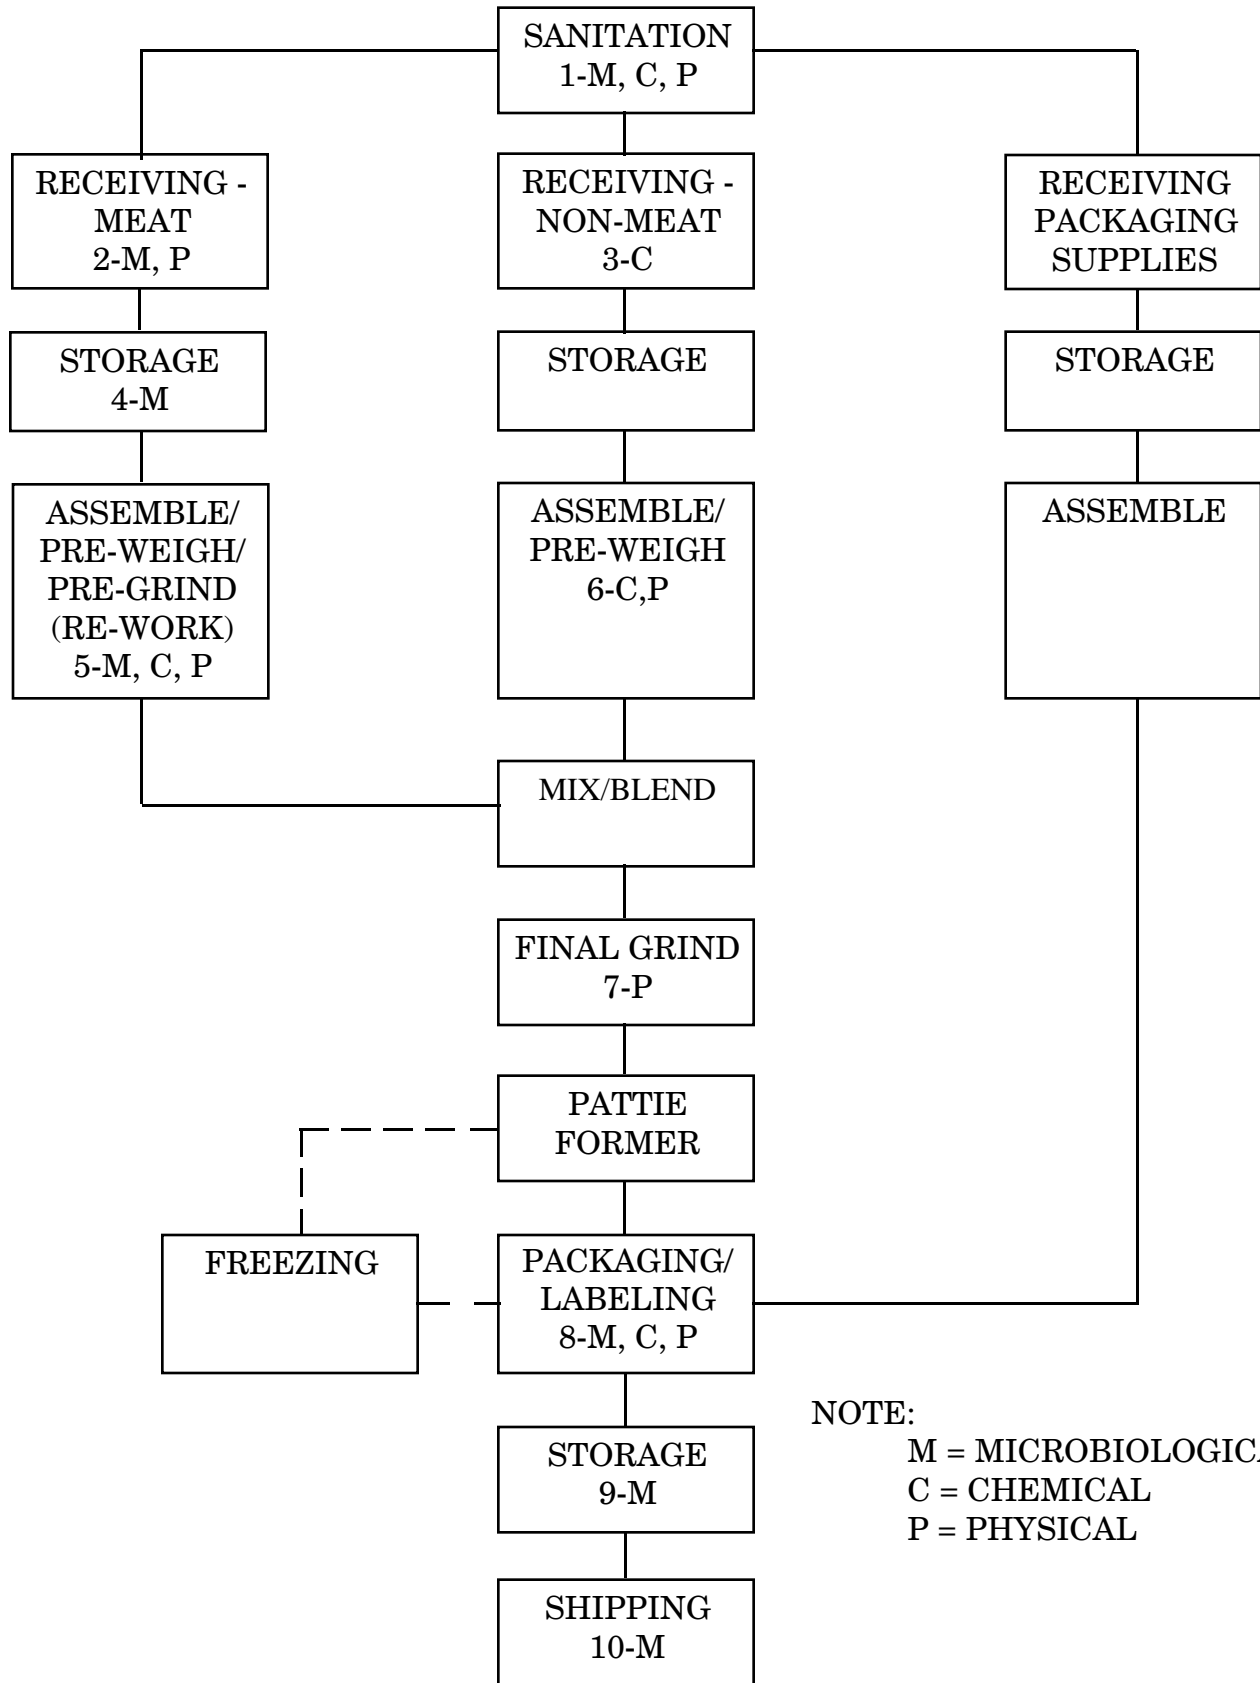 SANITATION
1-M, C, P
RECEIVING -
MEAT
2-M, P
RECEIVING -
NON-MEAT
3-C
RECEIVING
PACKAGING
SUPPLIES
STORAGE
4-M
STORAGE
STORAGE
ASSEMBLE/
PRE-WEIGH/
PRE-GRIND
(RE-WORK)
5-M, C, P
ASSEMBLE/
PRE-WEIGH
6-C,P
ASSEMBLE
MIX/BLEND
FINAL GRIND
7-P
PATTIE
FORMER
FREEZING
PACKAGING/
LABELING
8-M, C, P
STORAGE
9-M
SHIPPING
10-M
NOTE:
M = MICROBIOLOGICA
C = CHEMICAL
P = PHYSICAL